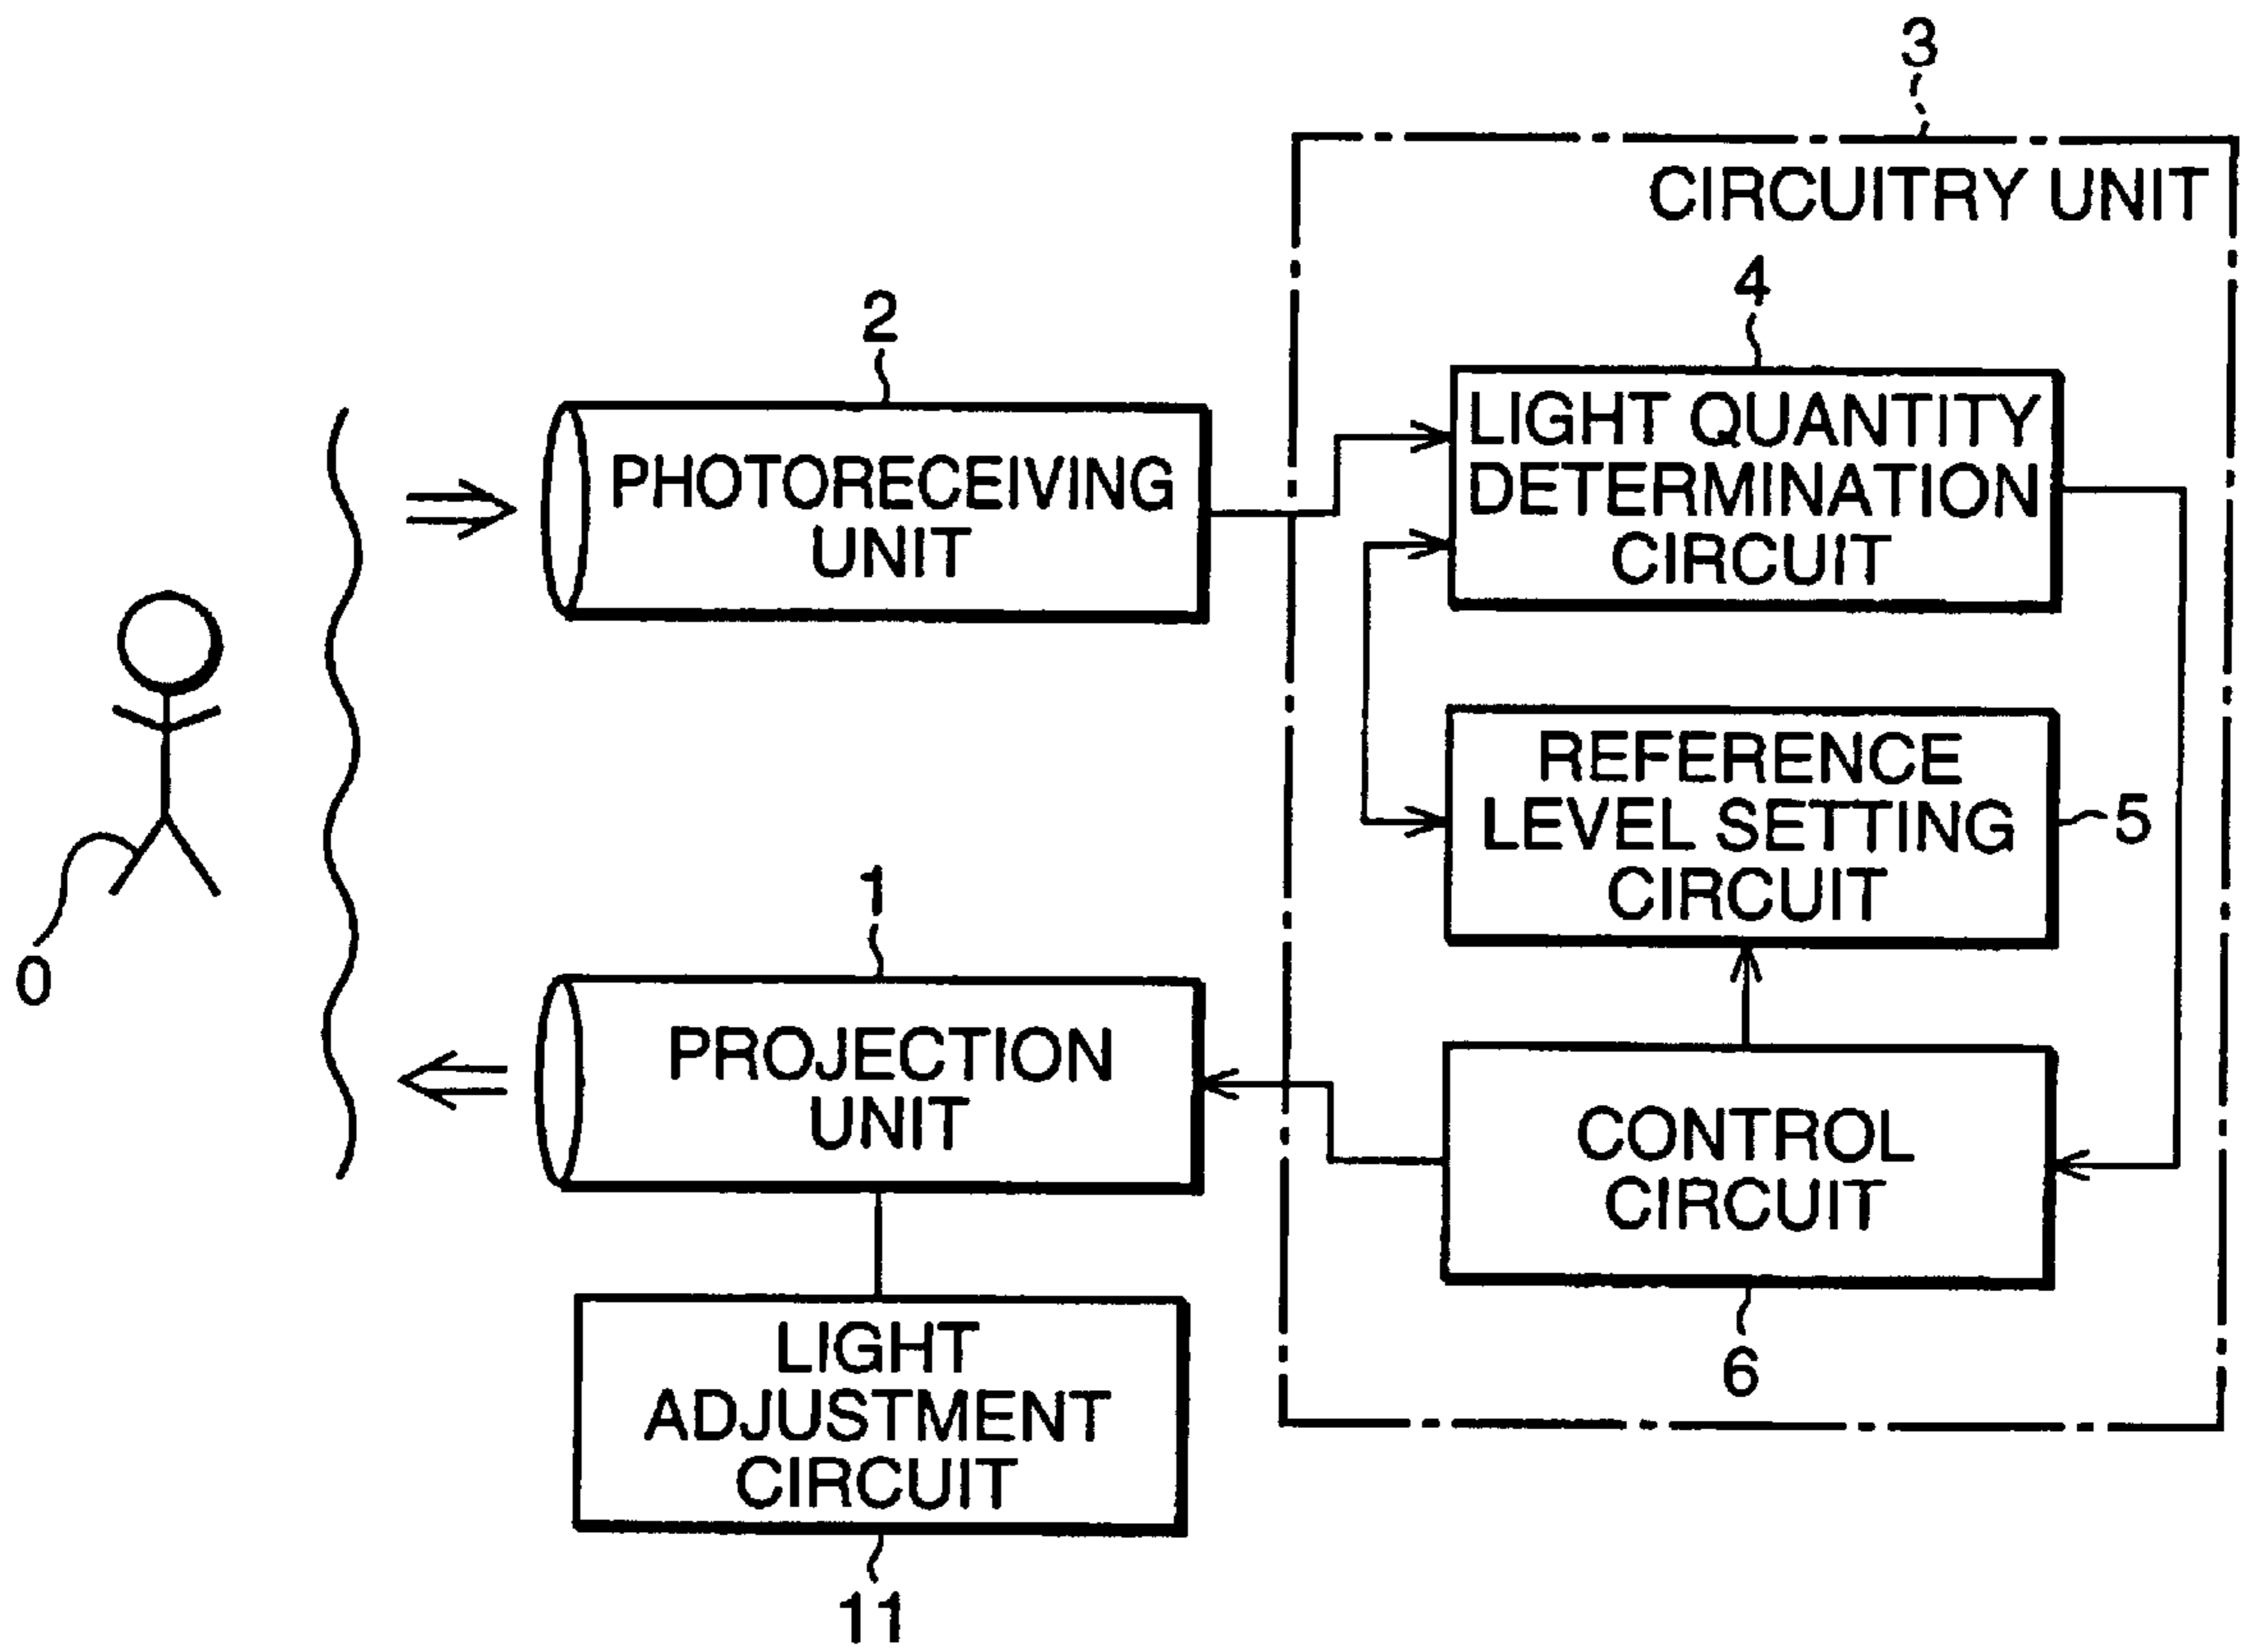 3
CIRCUITRY UNIT
4
2
LIGHT QUANTITY
DETERMINATION
CIRCUIT
PHOTORECEIVING
UNIT
REFERENCE
LEVEL SETTING
CIRCUIT
5
1
0
PROJECTION
UNIT
CONTROL
CIRCUIT
6
LIGHT
ADJUSTMENT
CIRCUIT
11